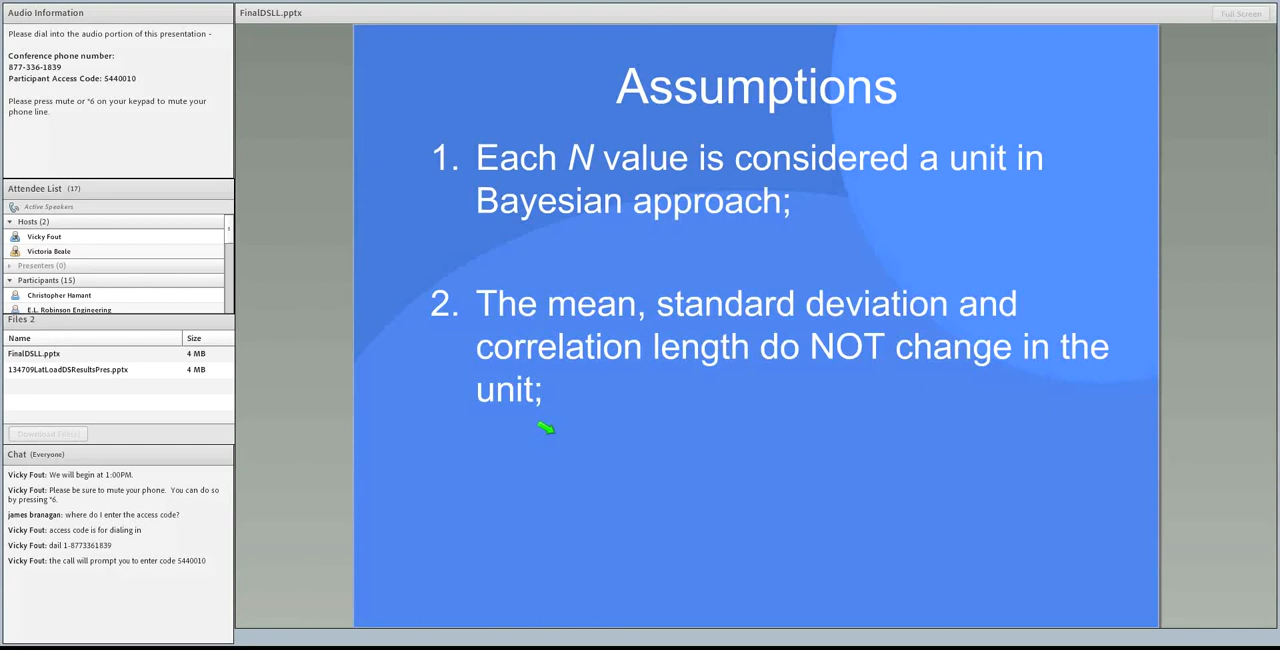 Audio Information
Please dial into the audio portion of this presentation -
Conference phone number:
877-336-1839
Participant Access Code: 5440010
Please press mute or *6 on your keypad to mute your
phone line.
Attendee List (17)
Active Speakers
Hosts (2)
Vicky Fout
Victoria Beale
Presenters (0)
Participants (15)
Christopher Hamant
E.L. Robinson Engineering
Files 2
Name Size
FinalDSLL.pptx 4 MB
134709LatLoadDSResultsPres.pptx 4 MB
Download File(s)
Chat (Everyone)
Vicky Fout: We will begin at 1:00PM.
Vicky Fout: Please be sure to mute your phone. You can do so
by pressing *6.
james branagan: where do I enter the access code?
Vicky Fout: access code is for dialing in
Vicky Fout: dail 1-8773361839
Vicky Fout: the call will prompt you to enter code 5440010
FinalDSLL.pptx
Full Screen
Assumptions
1. Each N value is considered a unit in
Bayesian approach;
2. The mean, standard deviation and
correlation length do NOT change in the
unit;